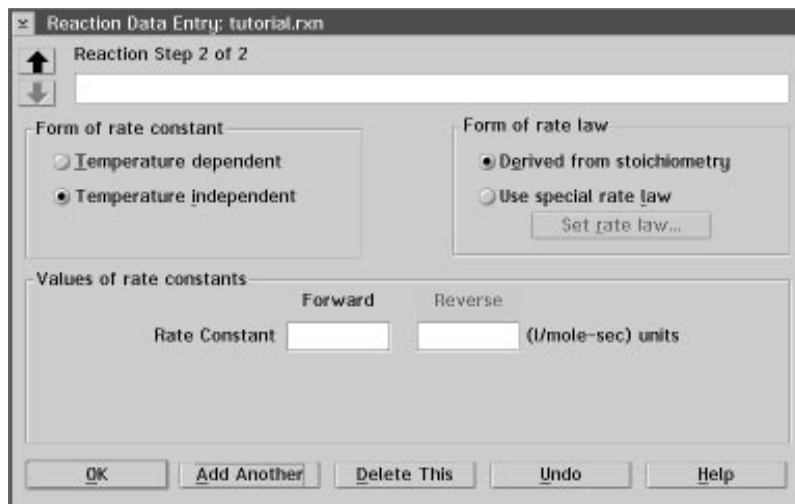 Reaction Data Entry: tutorial.rxn
Reaction Step 2 of 2
Form of rate constant
Temperature dependent
Temperature independent
Form of rate law
Derived from stoichiometry
Use special rate law
Set rate law...
Values of rate constants
Forward Reverse
Rate Constant (l/mole-sec) units
OK Add Another Delete This Undo Help